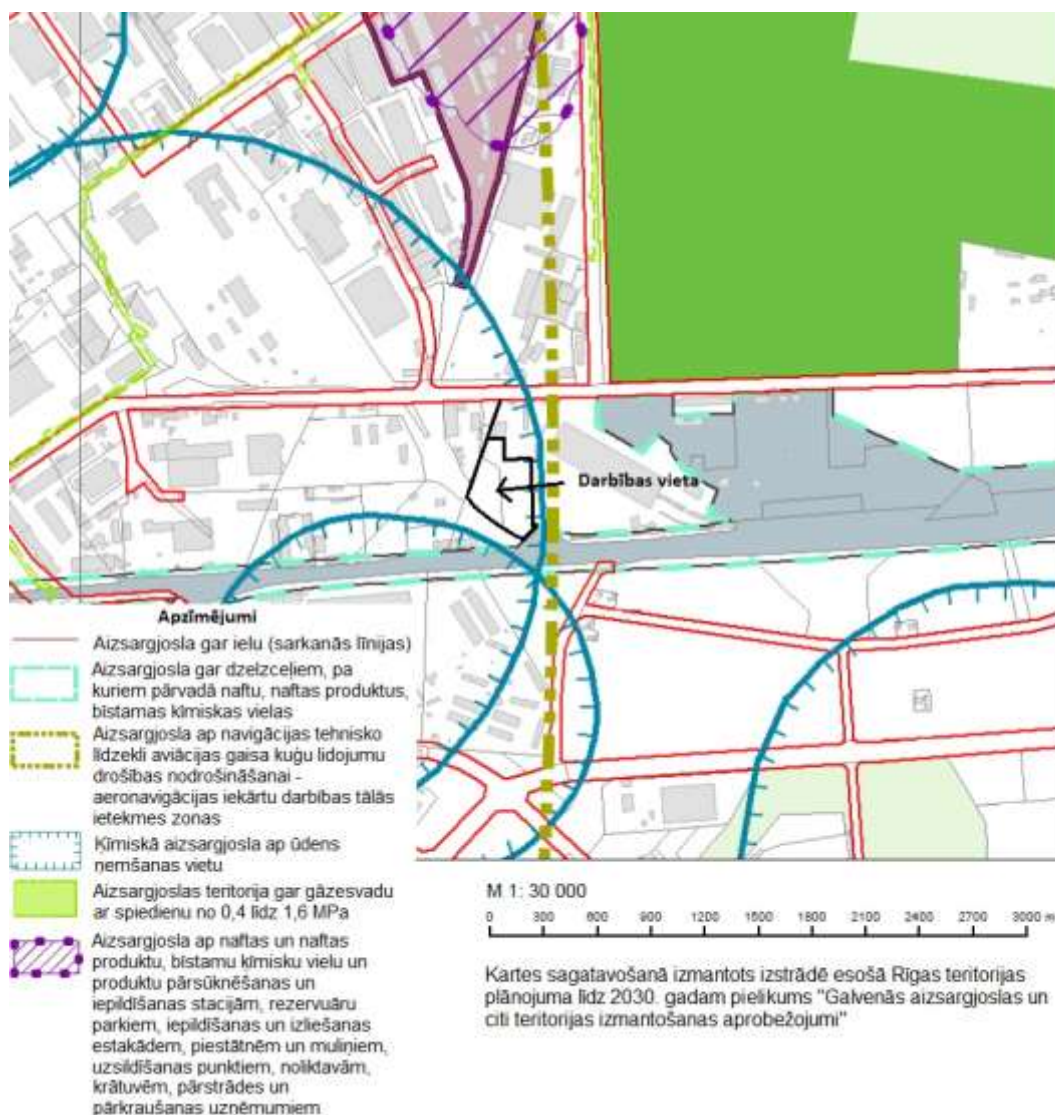 Darbības vieta
Apzīmējumi
Aizsargjosla gar ielu (sarkanās līnijas)
Aizsargjosla gar dzelzceļiem, pa
kuriem pārvadā naftu, naftas produktus,
bīstamas ķīmiskas vielas
Aizsargjosla ap navigācijas tehnisko
līdzekli aviācijas gaisa kuģu lidojumu
drošības nodrošināšanai -
aeronavigācijas iekārtu darbības tālās
ietekmes zonas
Ķīmiskā aizsargjosla ap ūdens
ņemšanas vietu
Aizsargjoslas teritorija gar gāzesvadu
ar spiedienu no 0,4 līdz 1,6 MPa
Aizsargjosla ap naftas un naftas
produktu, bīstamu ķīmisku vielu un
produktu pārsūknēšanas un
iepildīšanas stacijām, rezervuāru
parkiem, iepildīšanas un izliešanas
estakādēm, piestātnēm un muliņiem,
uzsildīšanas punktiem, noliktavām,
krātuvēm, pārstrādes un
pārkraušanas uzņēmumiem
M 1: 30 000
0 300 600 900 1200 1500 1800 2100 2400 2700 3000 m
Kartes sagatavošanā izmantots izstrādē esošā Rīgas teritorijas
plānojuma līdz 2030. gadam pielikums "Galvenās aizsargjoslas un
citi teritorijas izmantošanas aprobežojumi"